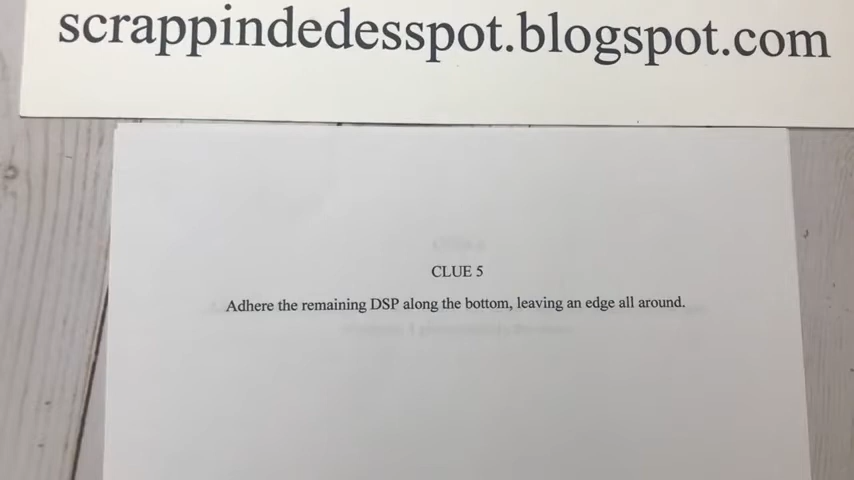 scrappindedesspot.blogspot.com
CLUE 5
Adhere the remaining DSP along the bottom, leaving an edge all around.